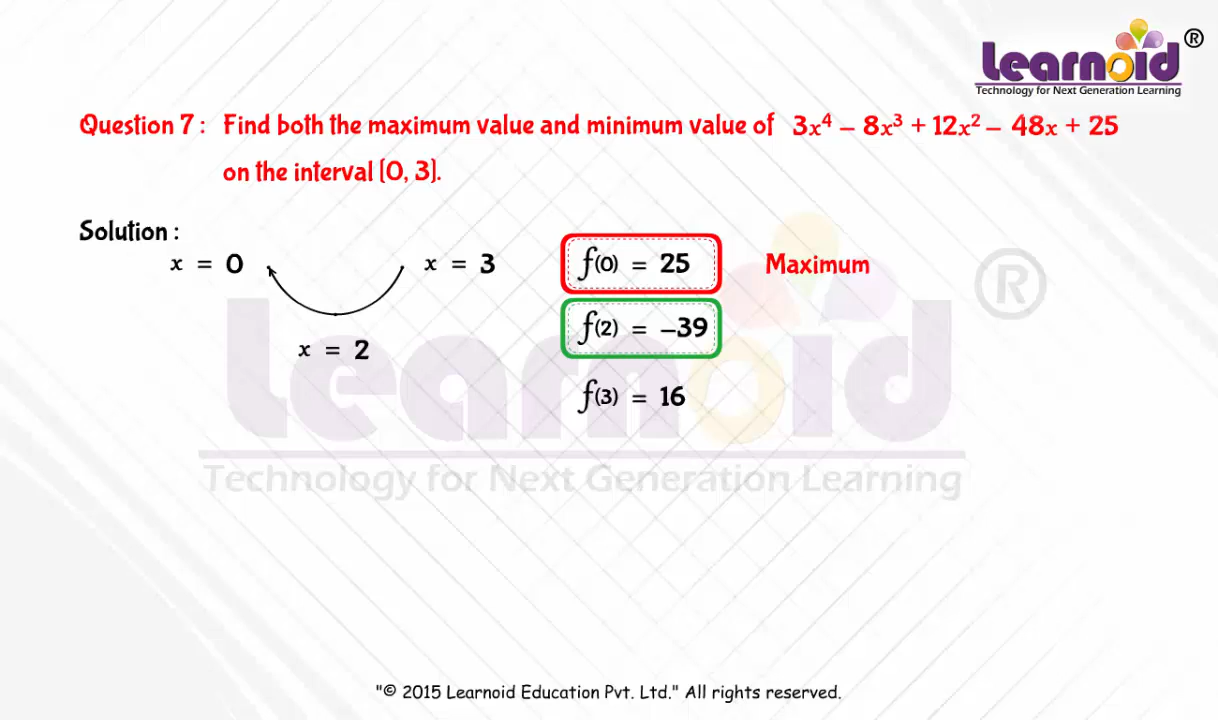 Learnoid ®
Technology for Next Generation Learning
Question 7 : Find both the maximum value and minimum value of 3x⁴ – 8x³ + 12x² – 48x + 25
on the interval [0, 3].
Solution :
x = 0 x = 3 f(0) = 25 Maximum
f(2) = –39
x = 2
f(3) = 16
Learnoid ®
Technology for Next Generation Learning
"© 2015 Learnoid Education Pvt. Ltd." All rights reserved.